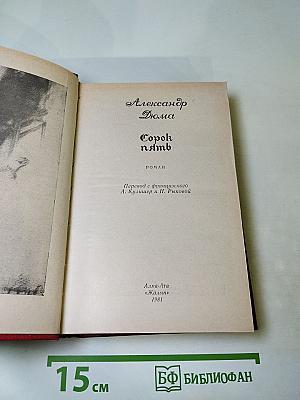 Александр
Дюма
Сорок
пять
РОМАН
Перевод с французского
А. Кулишер и Н. Рыковой
Алма-Ата
«Жалын»
1981
15 см
БФ БИБЛИОФАН